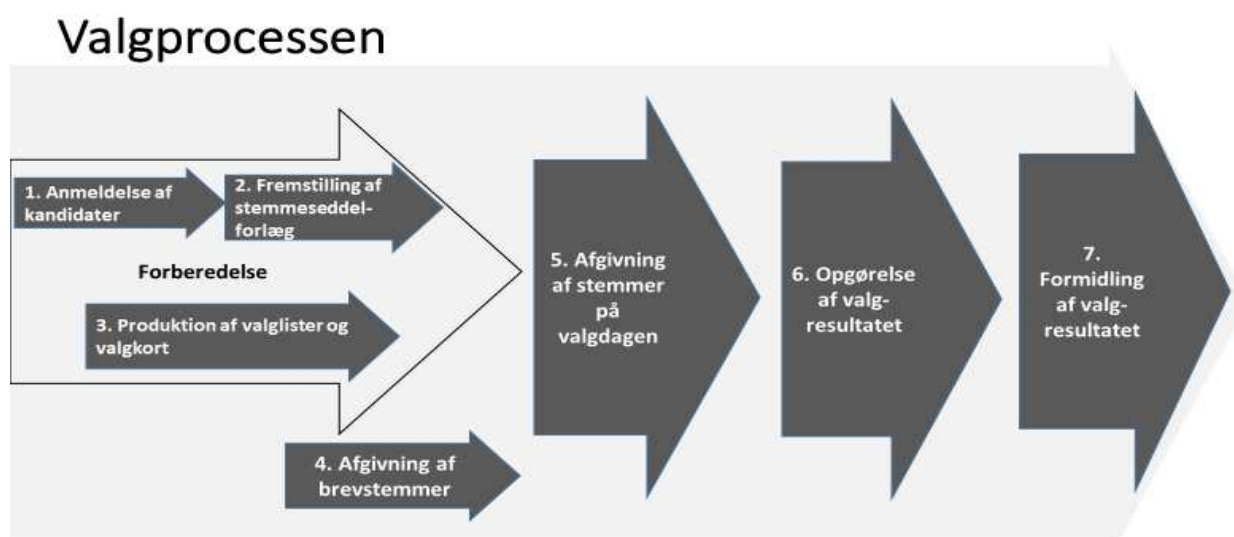 Valgprocessen
1. Anmeldelse af
kandidater
2. Fremstilling af
stemmeseddel-
forlæg
Forberedelse
3. Produktion af valglister og
valgkort
4. Afgivning af
brevstemmer
5. Afgivning
af stemmer
på
valgdagen
6. Opgørelse
af valg-
resultatet
7.
Formidling
af valg-
resultatet